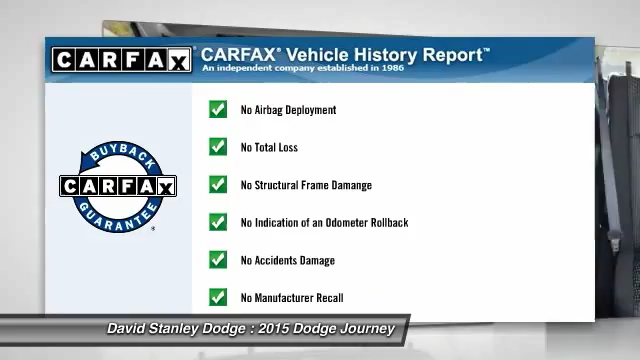 CARFAX CARFAX® Vehicle History Report™
An independent company established in 1986
No Airbag Deployment
No Total Loss
No Structural Frame Damange
No Indication of an Odometer Rollback
No Accidents Damage
No Manufacturer Recall
BUYBACK
CARFAX
GUARANTEE
®
David Stanley Dodge : 2015 Dodge Journey